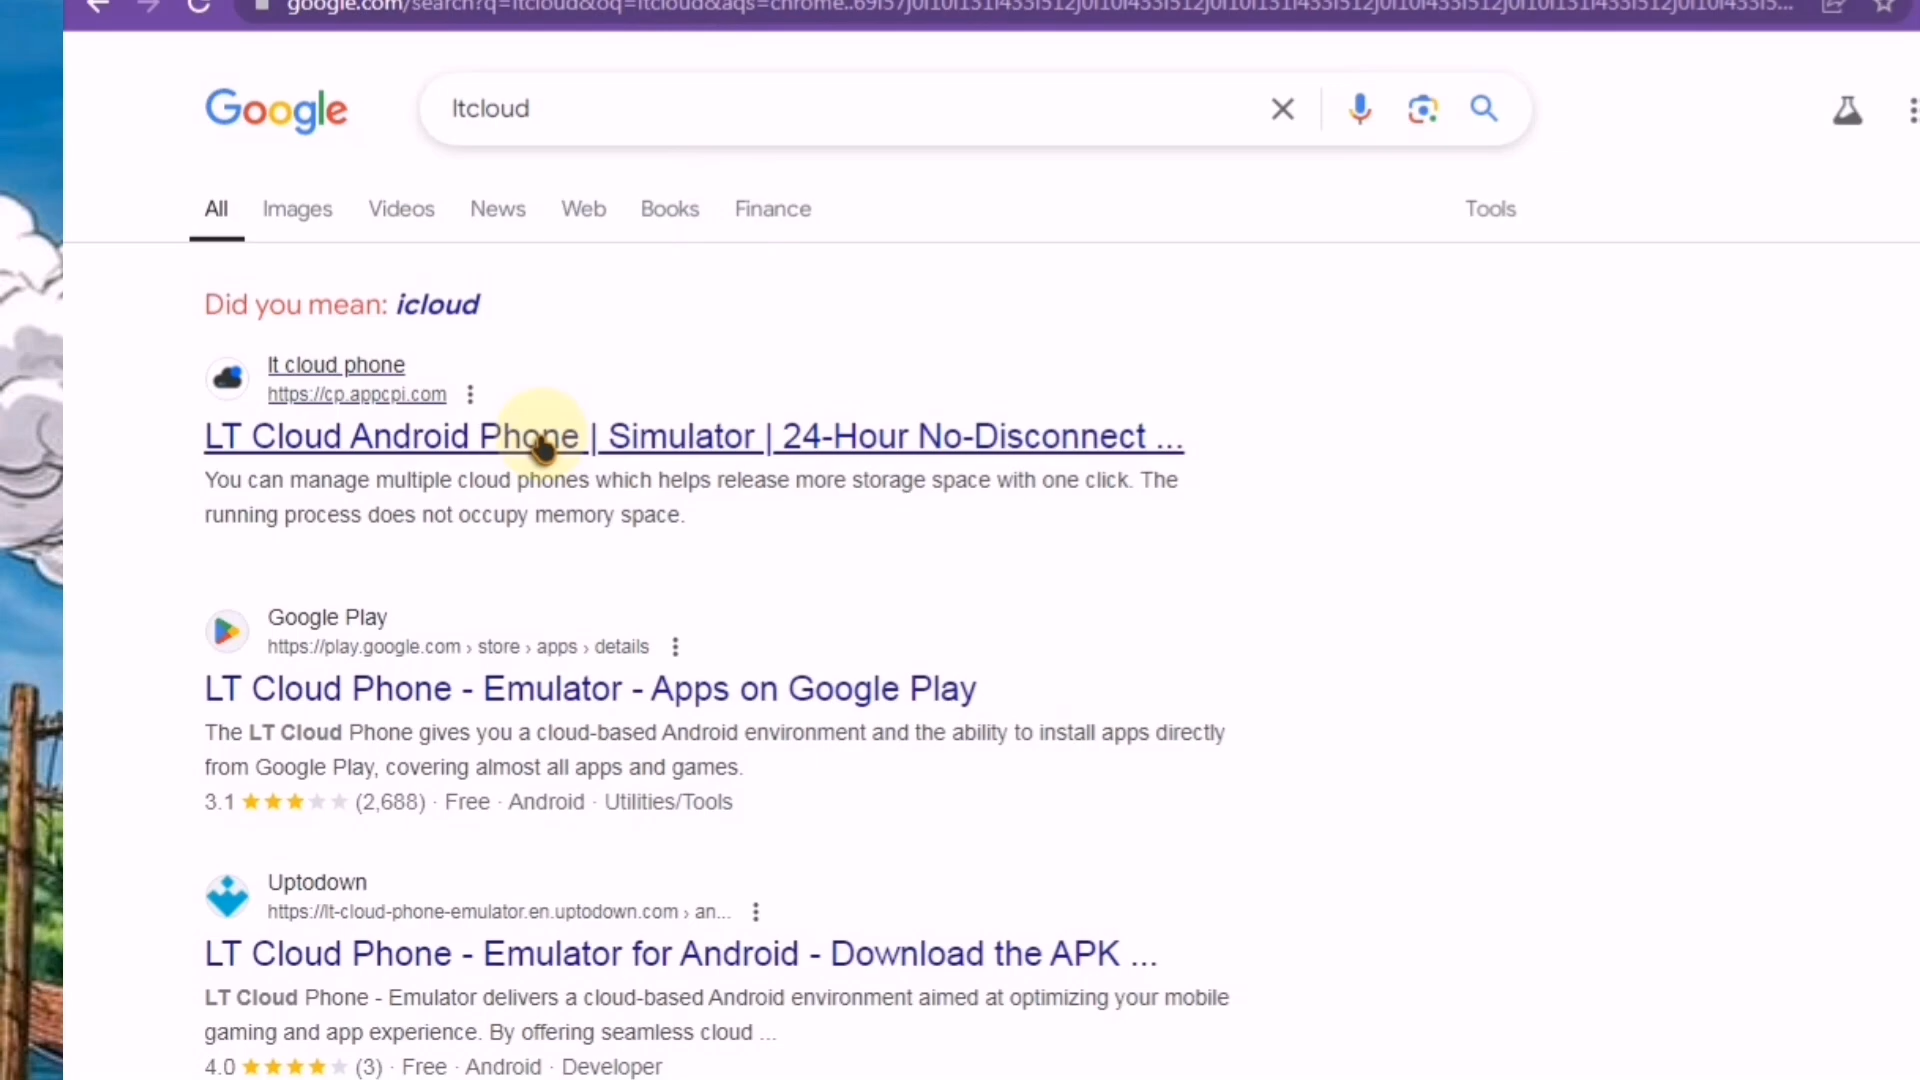 Google
ltcloud
All Images Videos News Web Books Finance Tools
Did you mean: icloud
lt cloud phone
https://cp.appcpi.com
LT Cloud Android Phone | Simulator | 24-Hour No-Disconnect ...
You can manage multiple cloud phones which helps release more storage space with one click. The
running process does not occupy memory space.
Google Play
https://play.google.com › store › apps › details
LT Cloud Phone - Emulator - Apps on Google Play
The LT Cloud Phone gives you a cloud-based Android environment and the ability to install apps directly
from Google Play, covering almost all apps and games.
3.1 (2,688) · Free · Android · Utilities/Tools
Uptodown
https://lt-cloud-phone-emulator.en.uptodown.com › an...
LT Cloud Phone - Emulator for Android - Download the APK ...
LT Cloud Phone - Emulator delivers a cloud-based Android environment aimed at optimizing your mobile
gaming and app experience. By offering seamless cloud ...
4.0 (3) · Free · Android · Developer